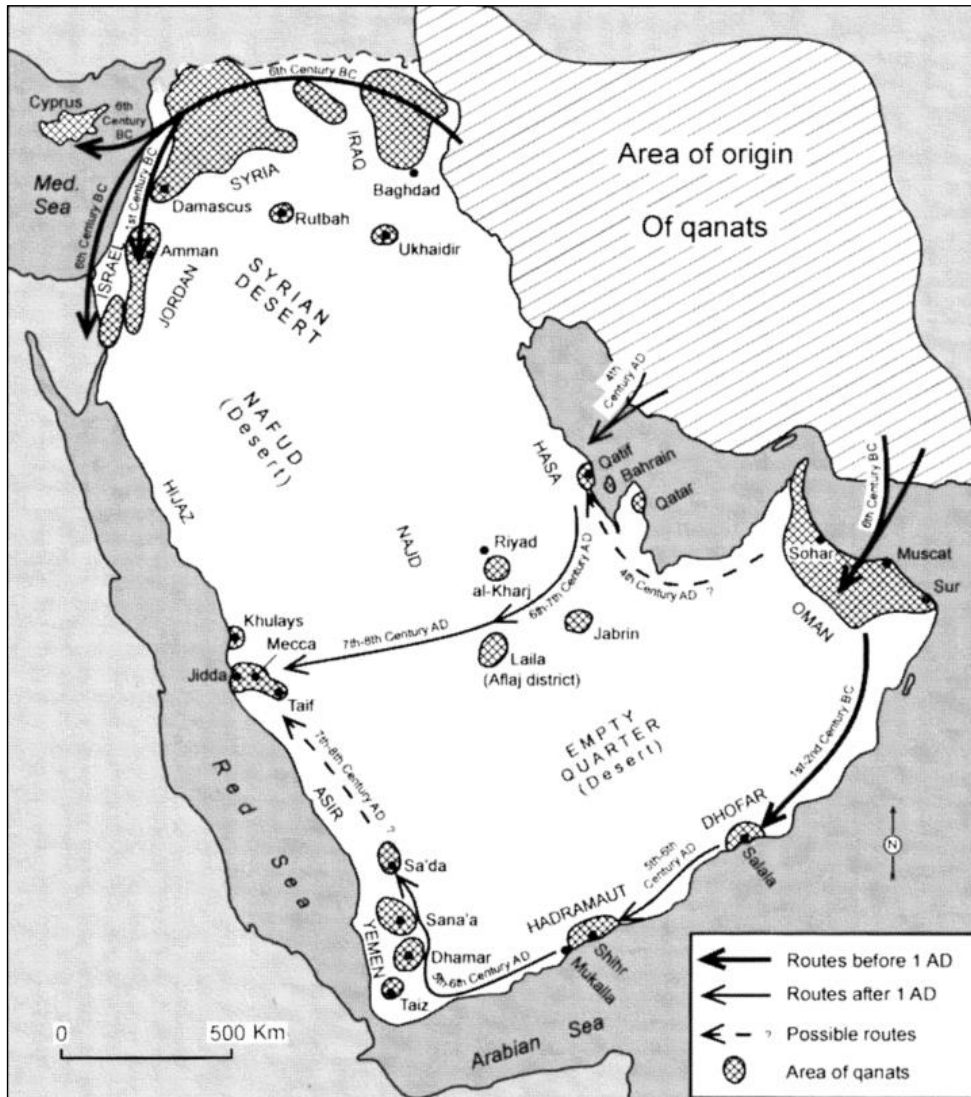 6th Century BC
Cyprus
6th
Century
BC
Med.
Sea
6th Century BC
1st Century BC
SYRIA
IRAQ
Baghdad
Damascus
Rutbah
Ukhaidir
Amman
ISRAEL
JORDAN
SYRIAN
DESERT
Area of origin
Of qanats
NAFUD
(Desert)
4th
Century AD
HASA
Qatif
Bahrain
Qatar
6th Century BC
HIJAZ
NAJD
Riyad
al-Kharj
6th-7th Century AD
4th Century AD ?
Sohar
Muscat
Sur
OMAN
Khulays
Mecca
7th-8th Century AD
Jabrin
Jidda
Taif
Laila
(Aflaj district)
7th-8th Century AD ?
EMPTY
QUARTER
(Desert)
1st-2nd Century BC
Red Sea
ASIR
DHOFAR
Salala
5th-6th
Century AD
N
Sa'da
Sana'a
YEMEN
Dhamar
Taiz
HADRAMAUT
Shihr
Mukalla
5th-6th Century AD
Arabian Sea
0 500 Km
Routes before 1 AD
Routes after 1 AD
? Possible routes
Area of qanats